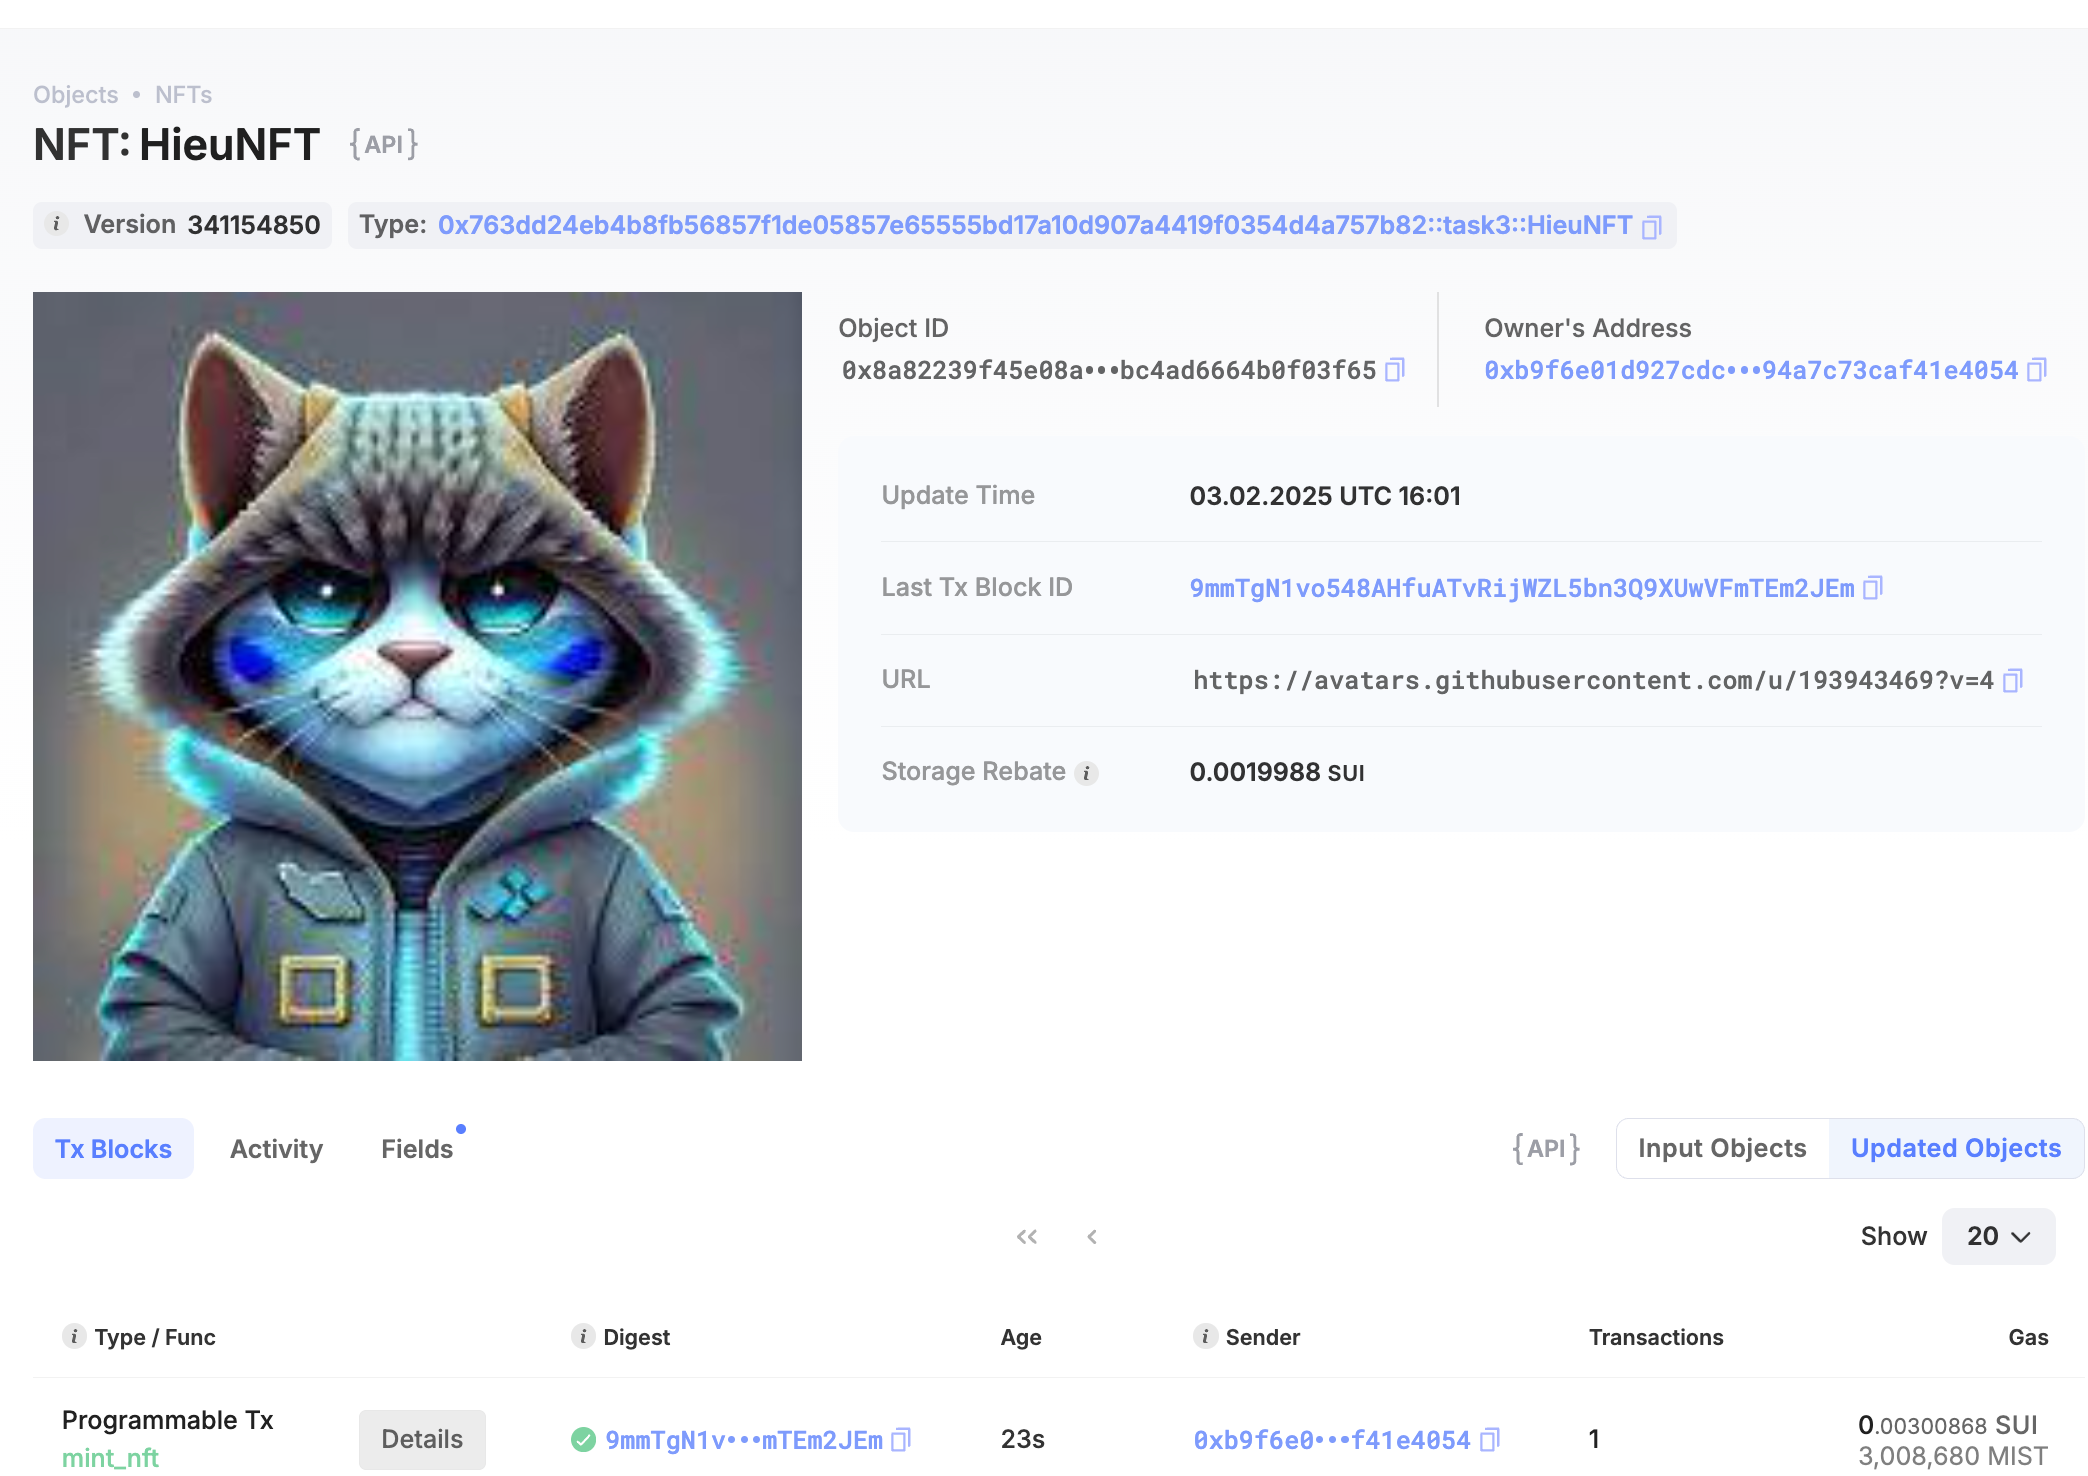 Objects • NFTs
NFT: HieuNFT {API}
i Version 341154850 Type: 0x763dd24eb4b8fb56857f1de05857e65555bd17a10d907a4419f0354d4a757b82::task3::HieuNFT
Object ID
0x8a82239f45e08a•••bc4ad6664b0f03f65
Owner's Address
0xb9f6e01d927cdc•••94a7c73caf41e4054
Update Time 03.02.2025 UTC 16:01
Last Tx Block ID 9mmTgN1vo548AHfuATvRijWZL5bn3Q9XUwVFmTEm2JEm
URL https://avatars.githubusercontent.com/u/193943469?v=4
Storage Rebate i 0.0019988 SUI
Tx Blocks Activity Fields {API} Input Objects Updated Objects
Show 20
i Type / Func i Digest Age i Sender Transactions Gas
Programmable Tx Details 9mmTgN1v•••mTEm2JEm 23s 0xb9f6e0•••f41e4054 1 0.00300868 SUI
mint_nft 3,008,680 MIST